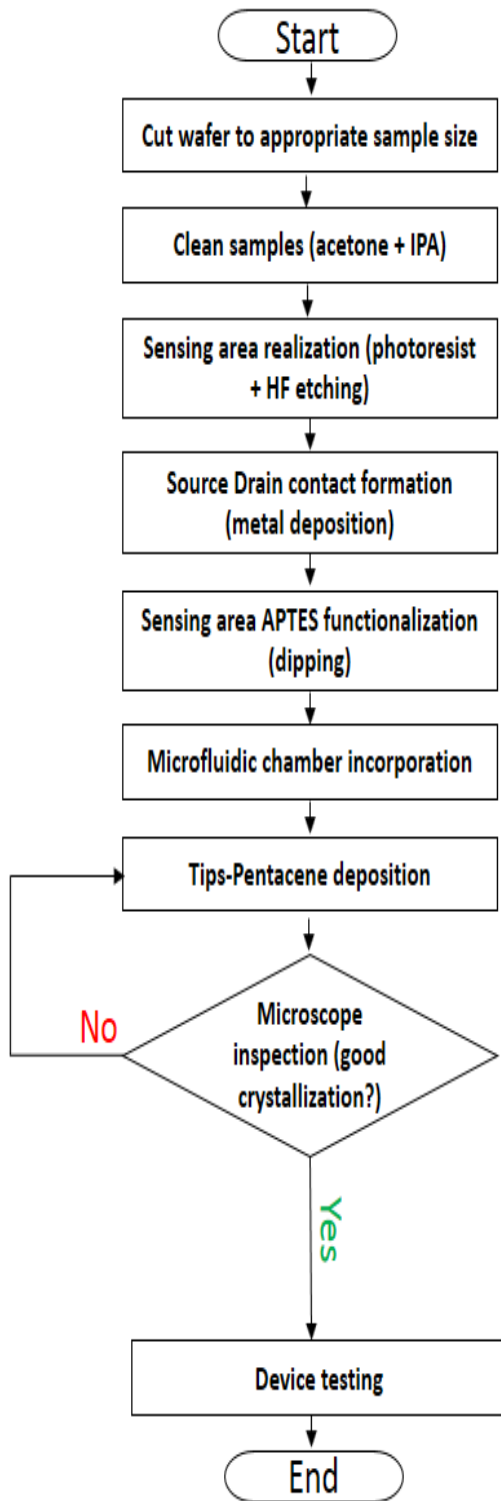 Start
Cut wafer to appropriate sample size
Clean samples (acetone + IPA)
Sensing area realization (photoresist
+ HF etching)
Source Drain contact formation
(metal deposition)
Sensing area APTES functionalization
(dipping)
Microfluidic chamber incorporation
Tips-Pentacene deposition
No
Microscope
inspection (good
crystallization?)
Yes
Device testing
End